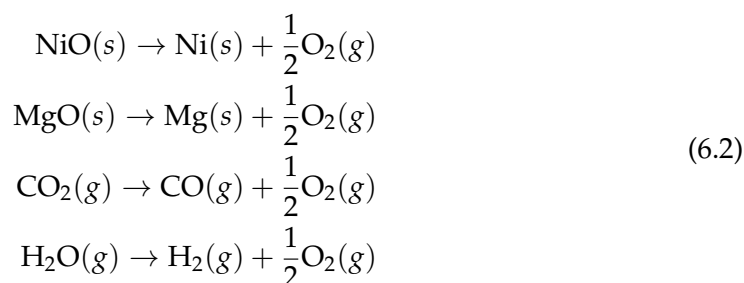 NiO(s) → Ni(s) + 1/2 O₂(g)
MgO(s) → Mg(s) + 1/2 O₂(g)
(6.2)
CO₂(g) → CO(g) + 1/2 O₂(g)
H₂O(g) → H₂(g) + 1/2 O₂(g)